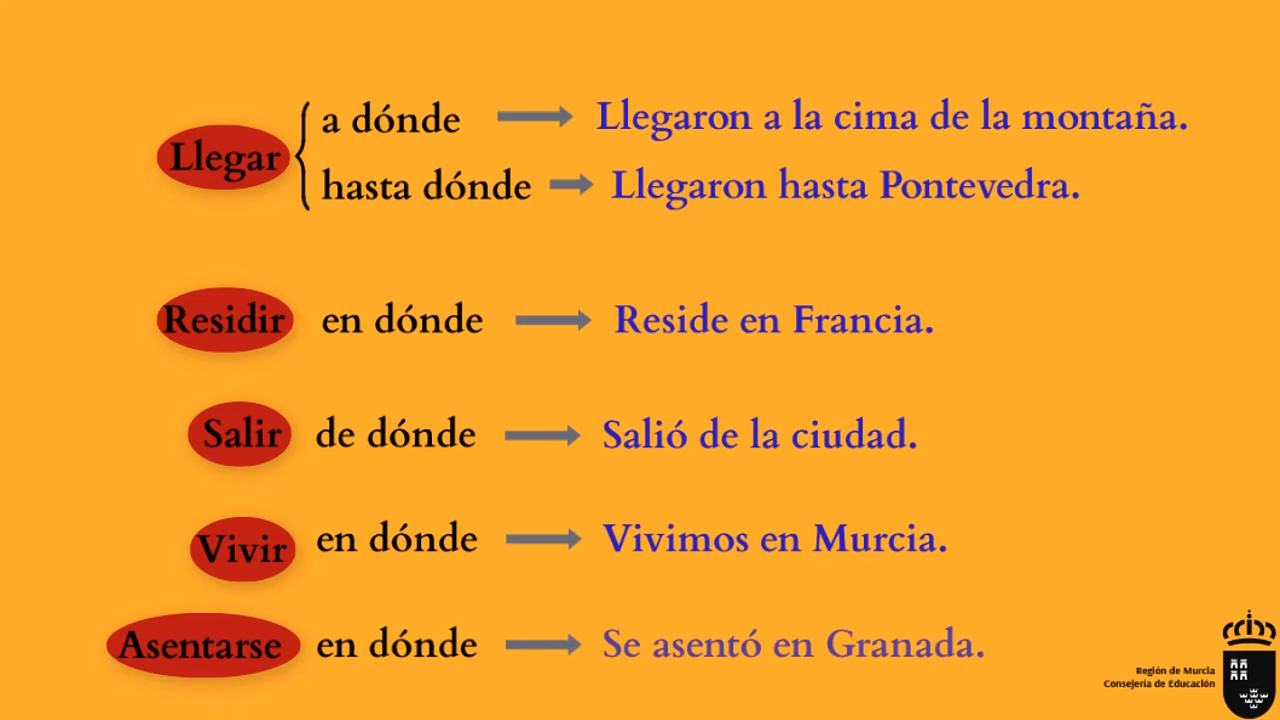 Llegar a dónde Llegaron a la cima de la montaña.
hasta dónde Llegaron hasta Pontevedra.
Residir en dónde Reside en Francia.
Salir de dónde Salió de la ciudad.
Vivir en dónde Vivimos en Murcia.
Asentarse en dónde Se asentó en Granada.
Región de Murcia
Consejería de Educación